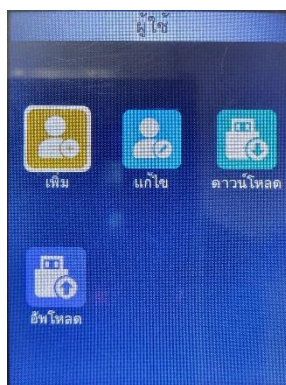 ผู้ใช้
เพิ่ม
แก้ไข
ดาวน์โหลด
อัพโหลด